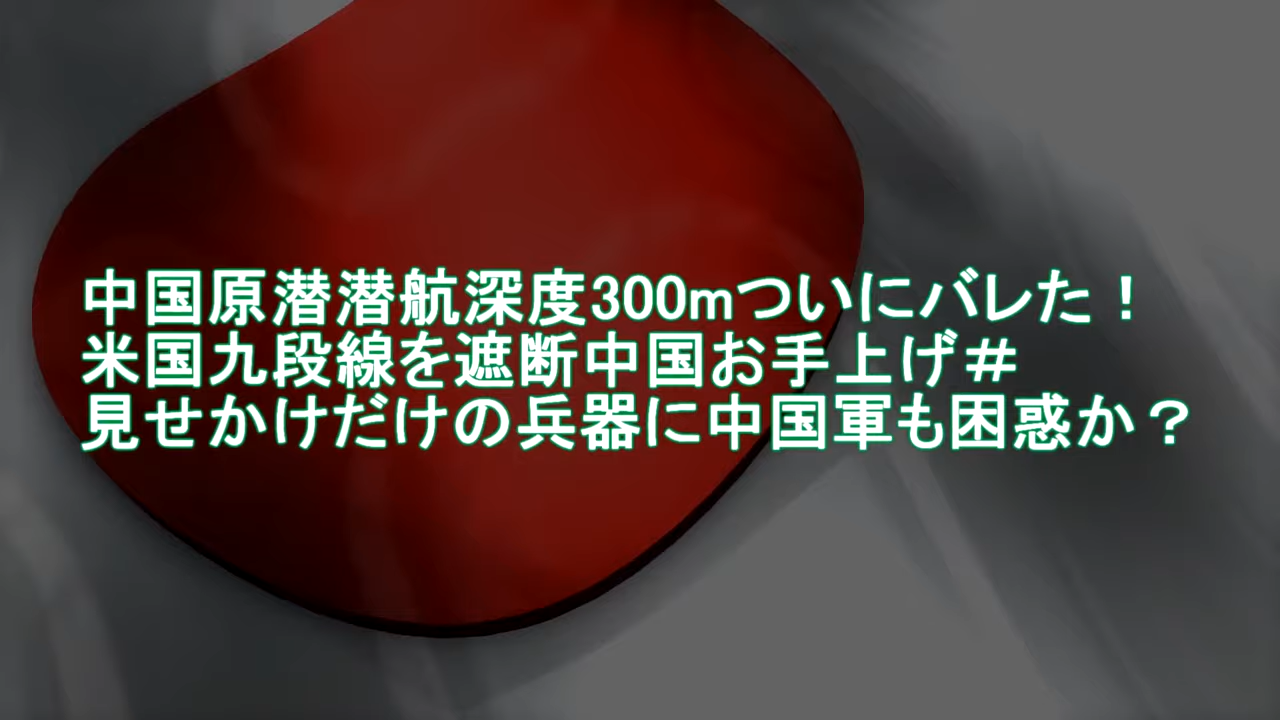 中国原潜潜航深度300mついにバレた！
米国九段線を遮断中国お手上げ＃
見せかけだけの兵器に中国軍も困惑か？